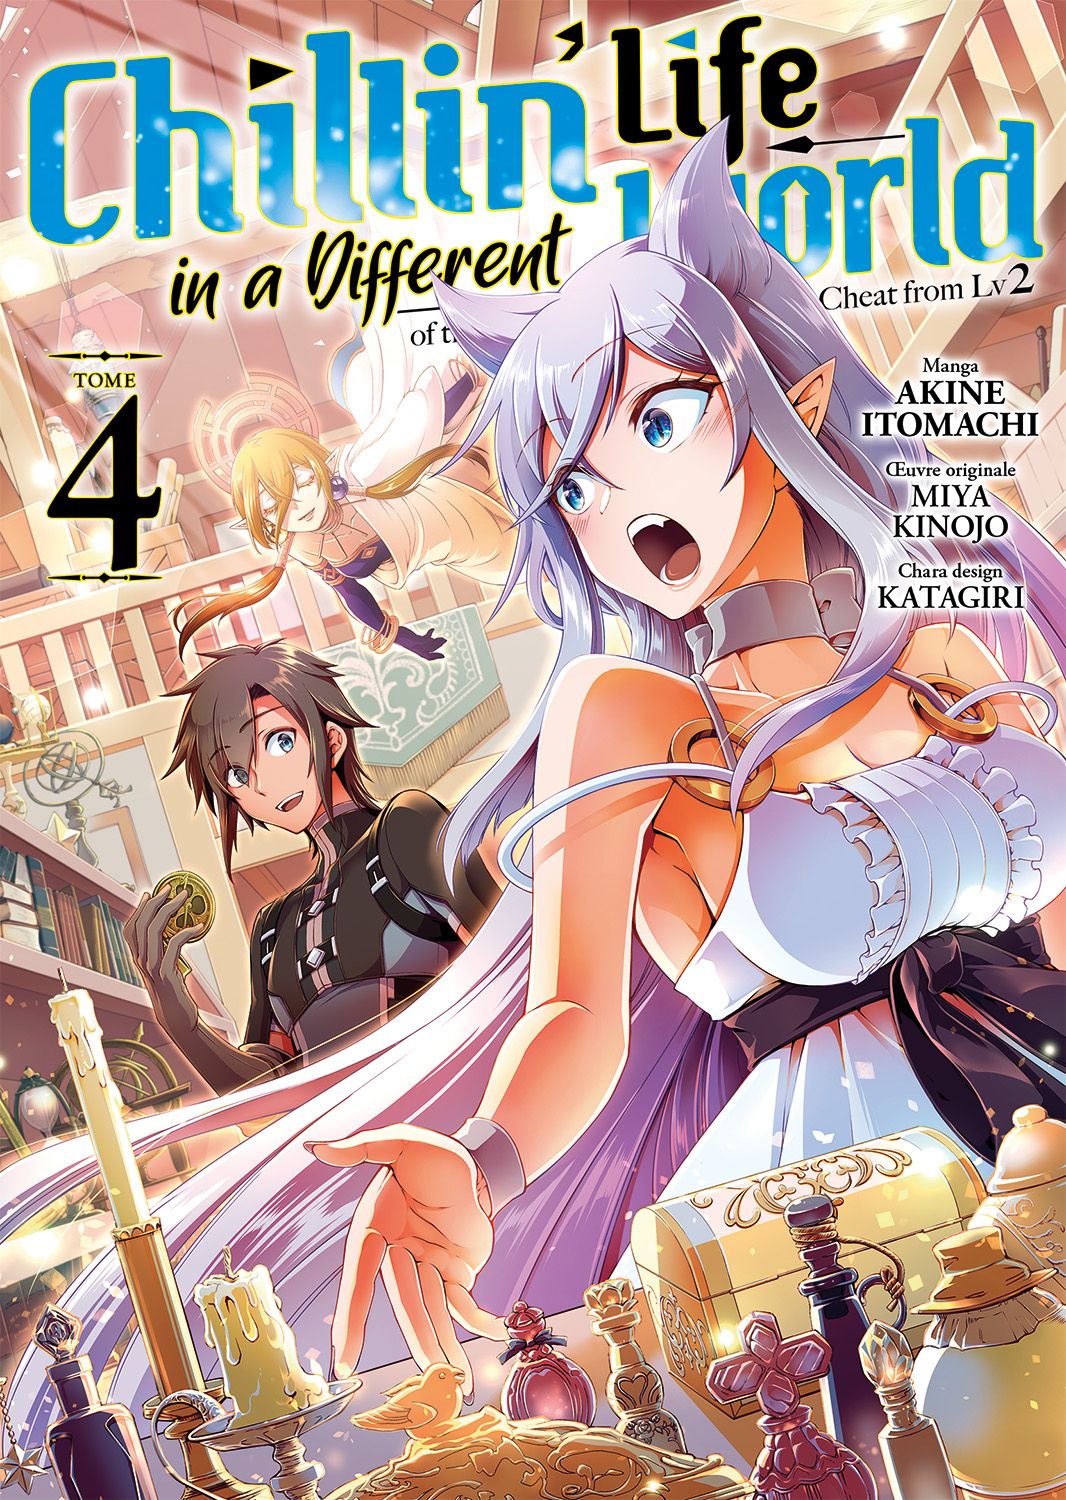 Chillin' Life
in a Different World
of th
Cheat from Lv2
TOME
4
Manga
AKINE
ITOMACHI
Œuvre originale
MIYA
KINOJO
Chara design
KATAGIRI